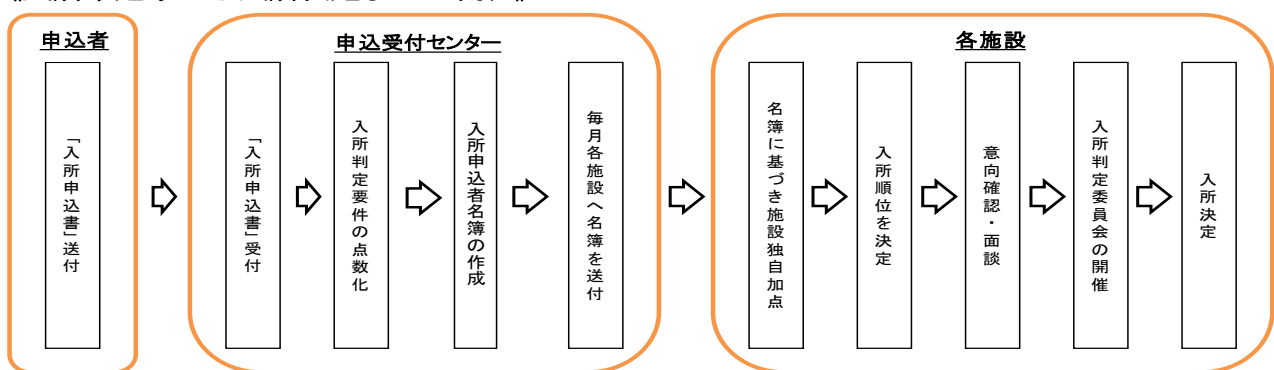 申込者
「入所申込書」送付
申込受付センター
「入所申込書」受付
入所判定要件の点数化
入所申込者名簿の作成
毎月各施設へ名簿を送付
各施設
名簿に基づき施設独自加点
入所順位を決定
意向確認・面談
入所判定委員会の開催
入所決定